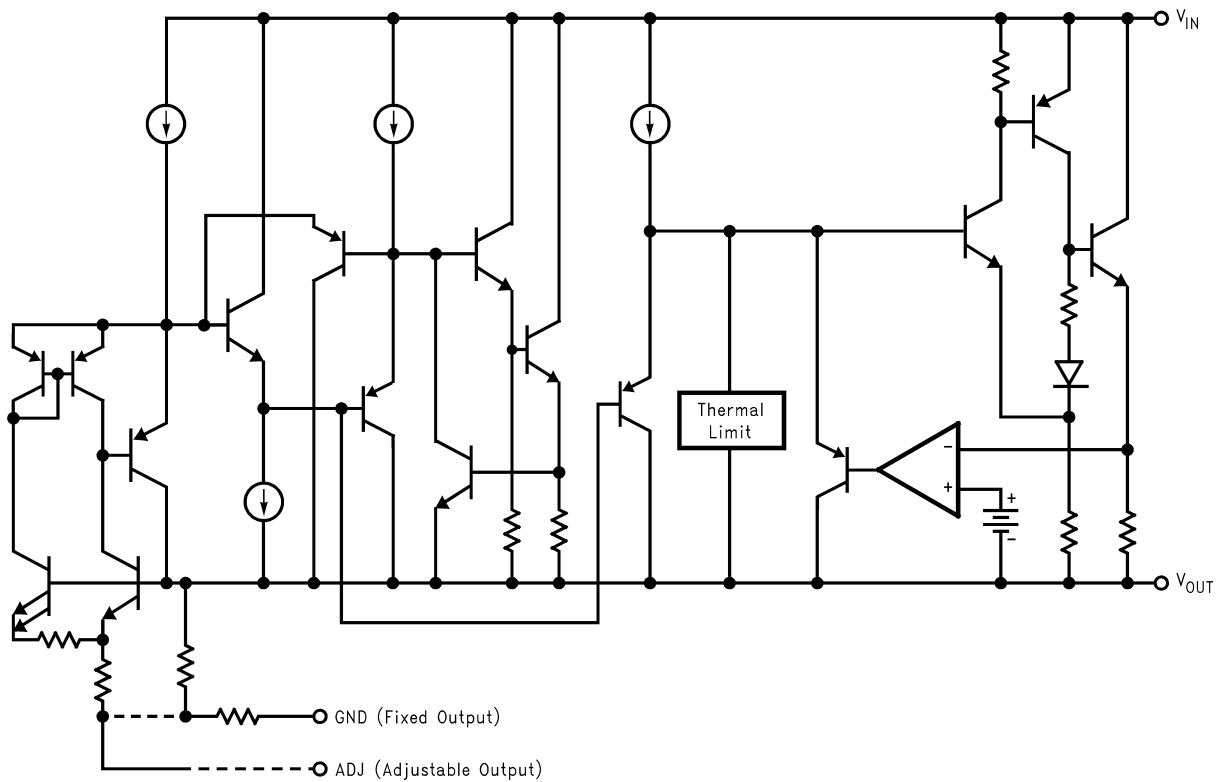 V_IN
Thermal
Limit
−
+
+
−
V_OUT
GND (Fixed Output)
ADJ (Adjustable Output)